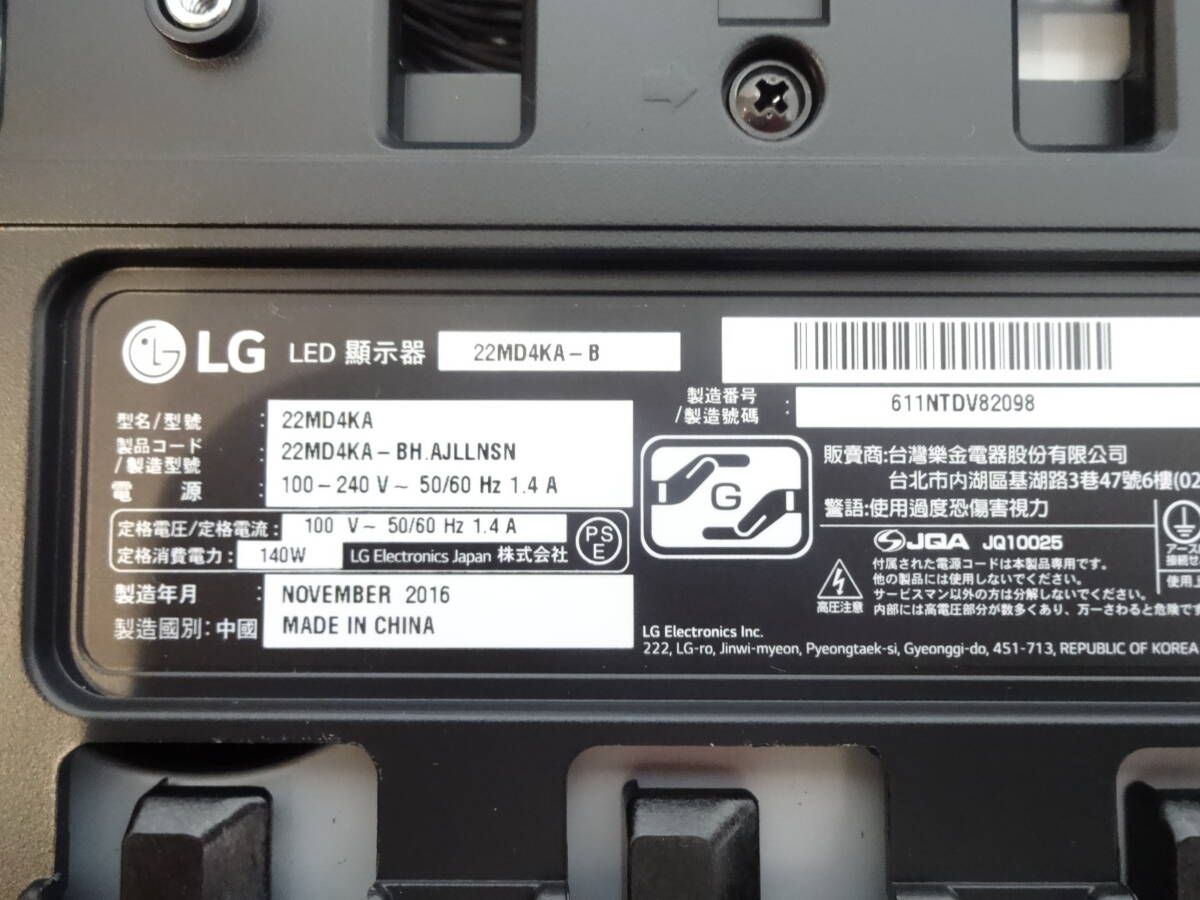 LG LED 顯示器 22MD4KA-B
型名/型號 : 22MD4KA
製品コード
/製造型號 : 22MD4KA-BH.AJLLNSN
電 源 : 100-240 V~ 50/60 Hz 1.4 A
定格電圧/定格電流: 100 V~ 50/60 Hz 1.4 A
定格消費電力: 140W LG Electronics Japan 株式会社
PS
E
製造年月 : NOVEMBER 2016
製造國別: 中國 MADE IN CHINA
製造番号
/製造號碼 : 611NTDV82098
G
販賣商:台灣樂金電器股份有限公司
台北市内湖區基湖路3巷47號6樓(02
警語:使用過度恐傷害視力
JQA JQ10025
高圧注意
付属された電源コードは本製品専用です。
他の製品には使用しないでください。
サービスマン以外の方は分解しないでください。
内部には高電圧部分が数多くあり、万一さわると危険です
アース
接続せ
使用上
LG Electronics Inc.
222, LG-ro, Jinwi-myeon, Pyeongtaek-si, Gyeonggi-do, 451-713, REPUBLIC OF KOREA